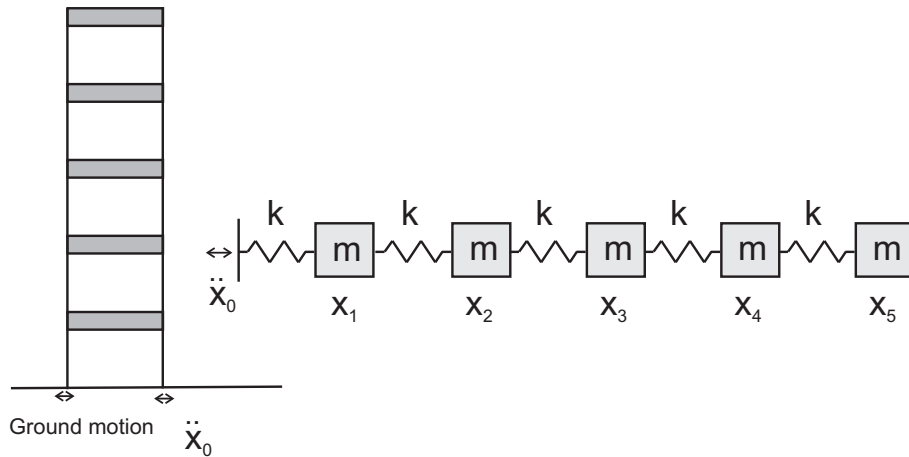 k k k k k
m m m m m
ẍ₀ x₁ x₂ x₃ x₄ x₅
Ground motion ẍ₀